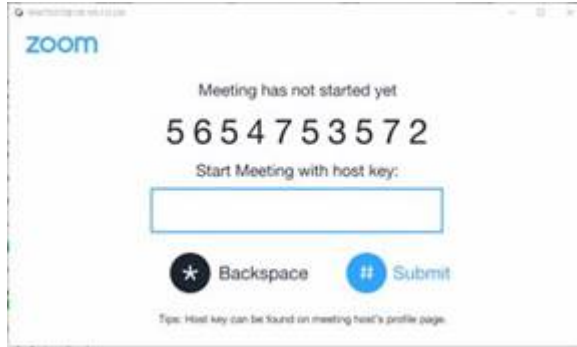 zoom
Meeting has not started yet
5654753572
Start Meeting with host key:
* Backspace # Submit
Tips: Host key can be found on meeting host's profile page.